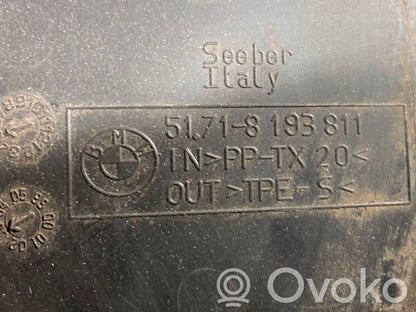 Seeber
Italy
BMW
51.71-8 193 811
IN>PP-TX 20<
OUT>TPE-S<
Ovoko